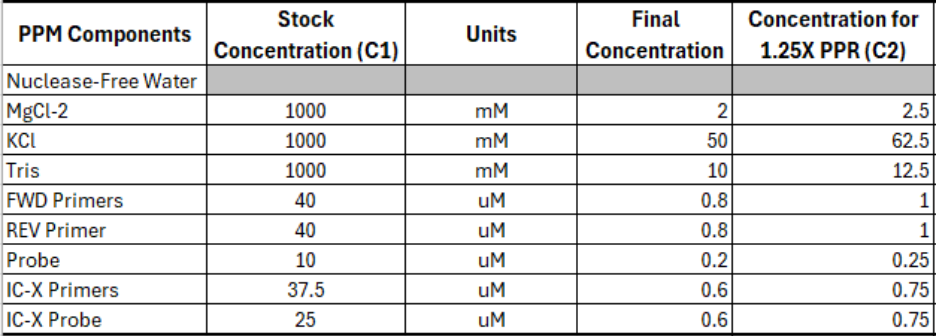 PPM Components Stock Concentration (C1) Units Final Concentration Concentration for 1.25X PPR (C2)
Nuclease-Free Water
MgCl-2 1000 mM 2 2.5
KCl 1000 mM 50 62.5
Tris 1000 mM 10 12.5
FWD Primers 40 uM 0.8 1
REV Primer 40 uM 0.8 1
Probe 10 uM 0.2 0.25
IC-X Primers 37.5 uM 0.6 0.75
IC-X Probe 25 uM 0.6 0.75